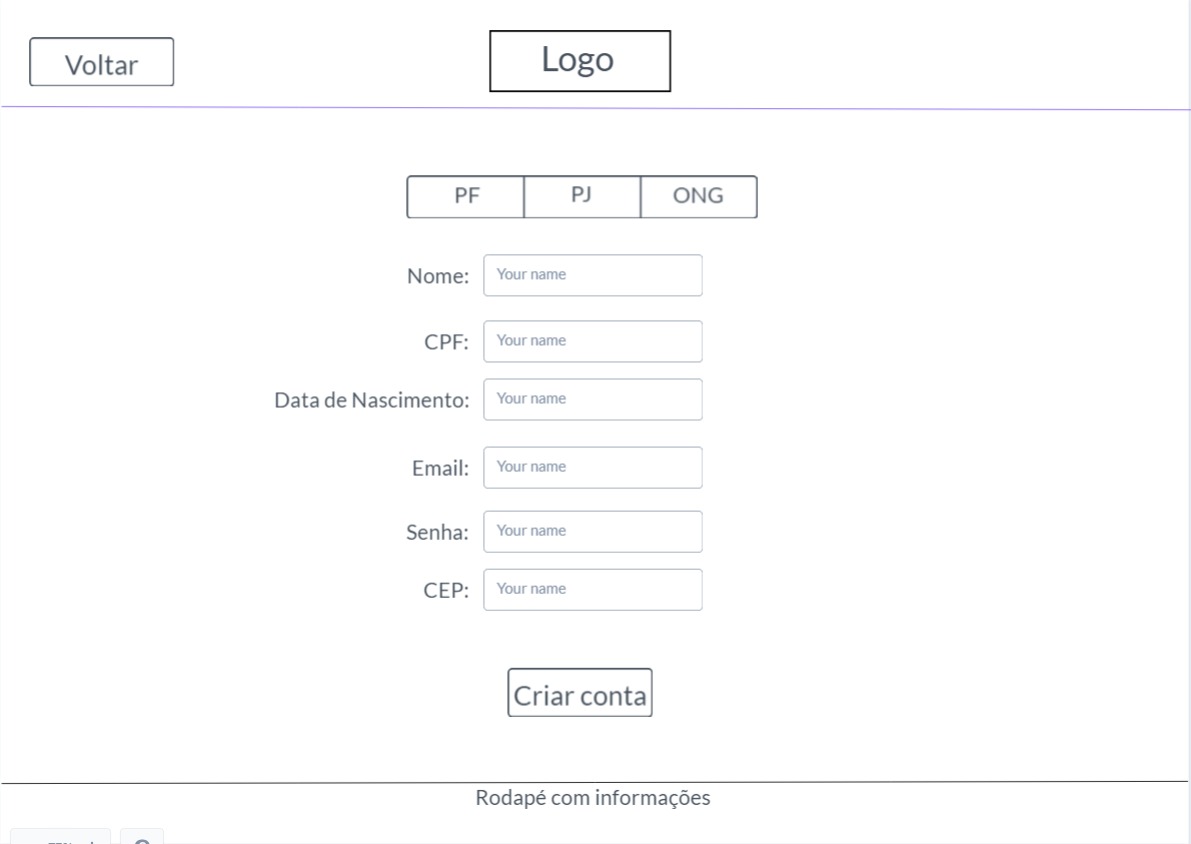 Voltar
Logo
PF PJ ONG
Nome: Your name
CPF: Your name
Data de Nascimento: Your name
Email: Your name
Senha: Your name
CEP: Your name
Criar conta
Rodapé com informações